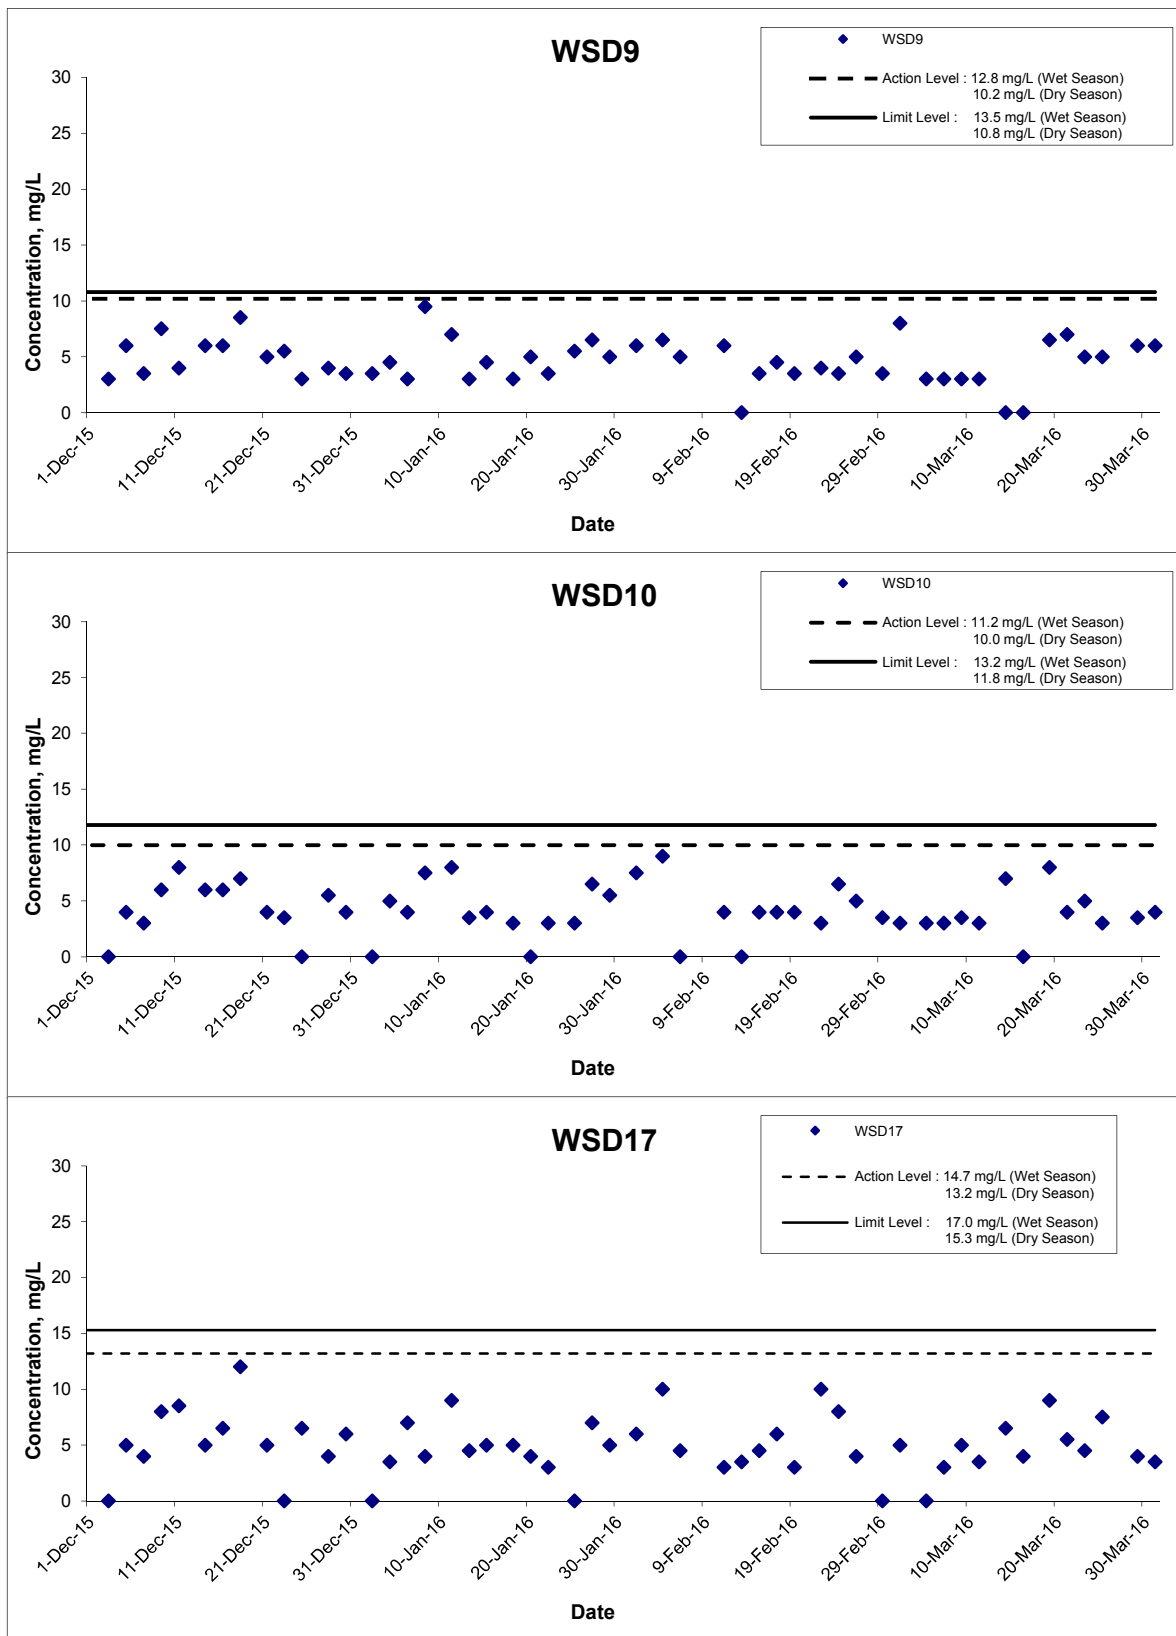 WSD9
WSD9
Action Level : 12.8 mg/L (Wet Season)
10.2 mg/L (Dry Season)
Limit Level : 13.5 mg/L (Wet Season)
10.8 mg/L (Dry Season)
Concentration, mg/L
30
25
20
15
10
5
0
1-Dec-15
11-Dec-15
21-Dec-15
31-Dec-15
10-Jan-16
20-Jan-16
30-Jan-16
9-Feb-16
19-Feb-16
29-Feb-16
10-Mar-16
20-Mar-16
30-Mar-16
Date
WSD10
WSD10
Action Level : 11.2 mg/L (Wet Season)
10.0 mg/L (Dry Season)
Limit Level : 13.2 mg/L (Wet Season)
11.8 mg/L (Dry Season)
Concentration, mg/L
30
25
20
15
10
5
0
1-Dec-15
11-Dec-15
21-Dec-15
31-Dec-15
10-Jan-16
20-Jan-16
30-Jan-16
9-Feb-16
19-Feb-16
29-Feb-16
10-Mar-16
20-Mar-16
30-Mar-16
Date
WSD17
WSD17
Action Level : 14.7 mg/L (Wet Season)
13.2 mg/L (Dry Season)
Limit Level : 17.0 mg/L (Wet Season)
15.3 mg/L (Dry Season)
Concentration, mg/L
30
25
20
15
10
5
0
1-Dec-15
11-Dec-15
21-Dec-15
31-Dec-15
10-Jan-16
20-Jan-16
30-Jan-16
9-Feb-16
19-Feb-16
29-Feb-16
10-Mar-16
20-Mar-16
30-Mar-16
Date